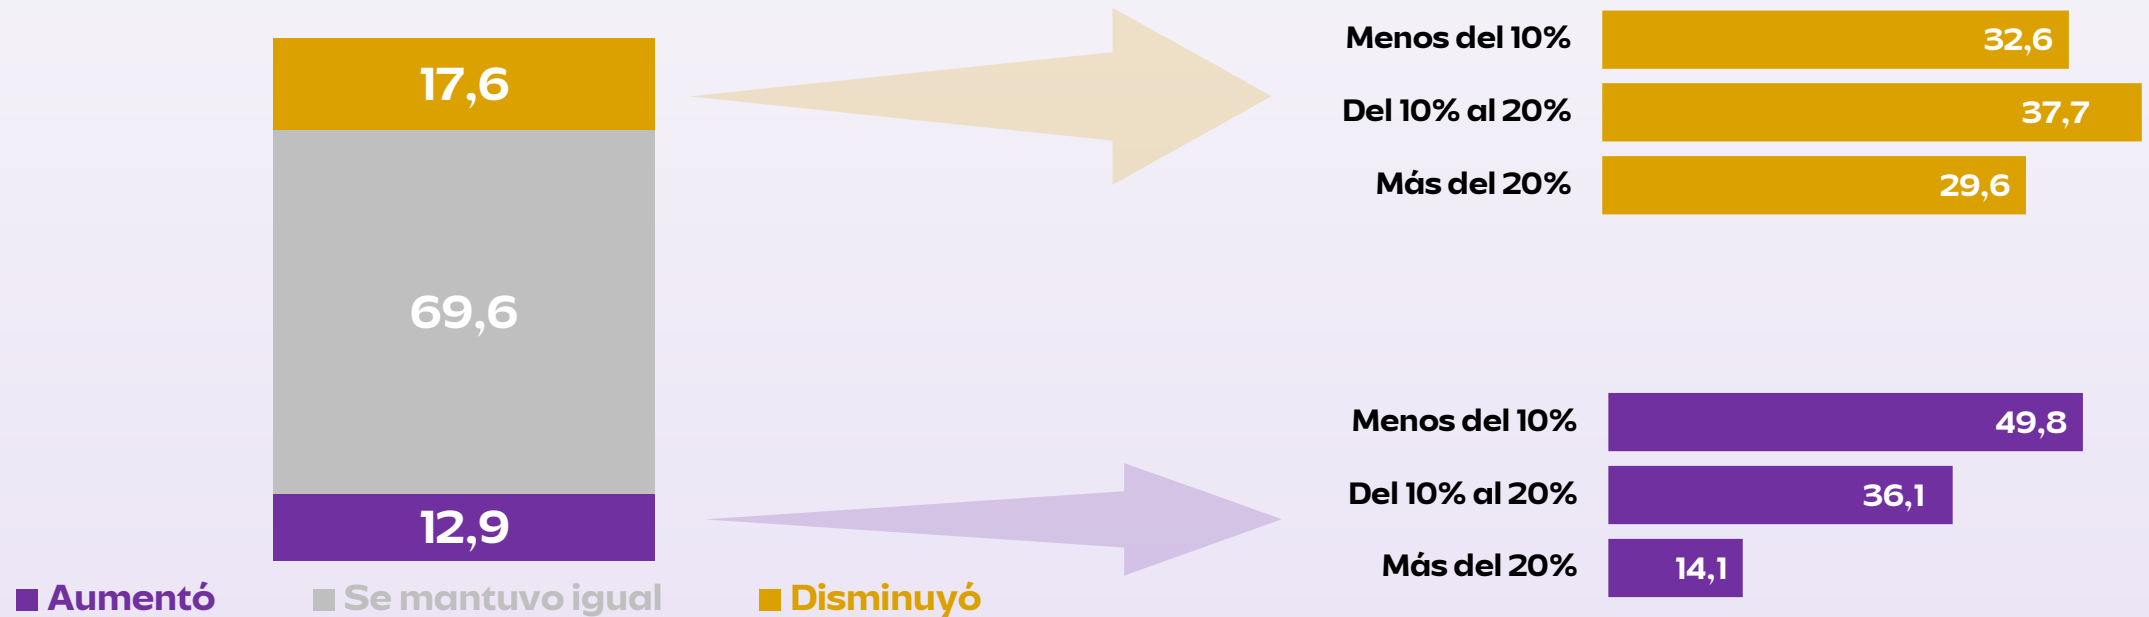 17,6
69,6
12,9
Aumentó Se mantuvo igual Disminuyó
Menos del 10% 32,6
Del 10% al 20% 37,7
Más del 20% 29,6
Menos del 10% 49,8
Del 10% al 20% 36,1
Más del 20% 14,1